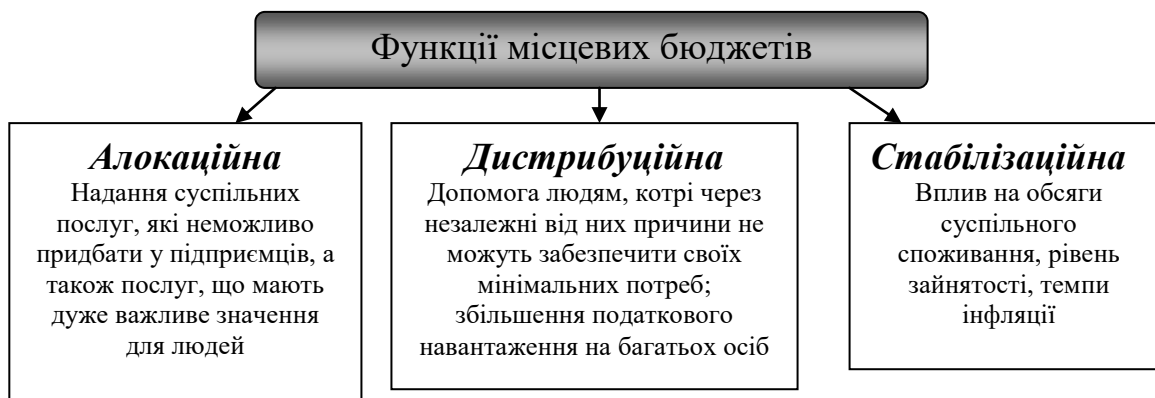 Функції місцевих бюджетів
Алокаційна
Надання суспільних
послуг, які неможливо
придбати у підприємців, а
також послуг, що мають
дуже важливе значення
для людей
Дистрибуційна
Допомога людям, котрі через
незалежні від них причини не
можуть забезпечити своїх
мінімальних потреб;
збільшення податкового
навантаження на багатьох осіб
Стабілізаційна
Вплив на обсяги
суспільного
споживання, рівень
зайнятості, темпи
інфляції